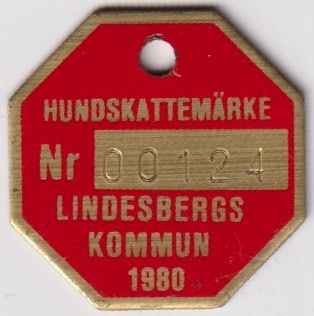 HUNDSKATTEMÄRKE
Nr 00124
LINDESBERGS
KOMMUN
1980